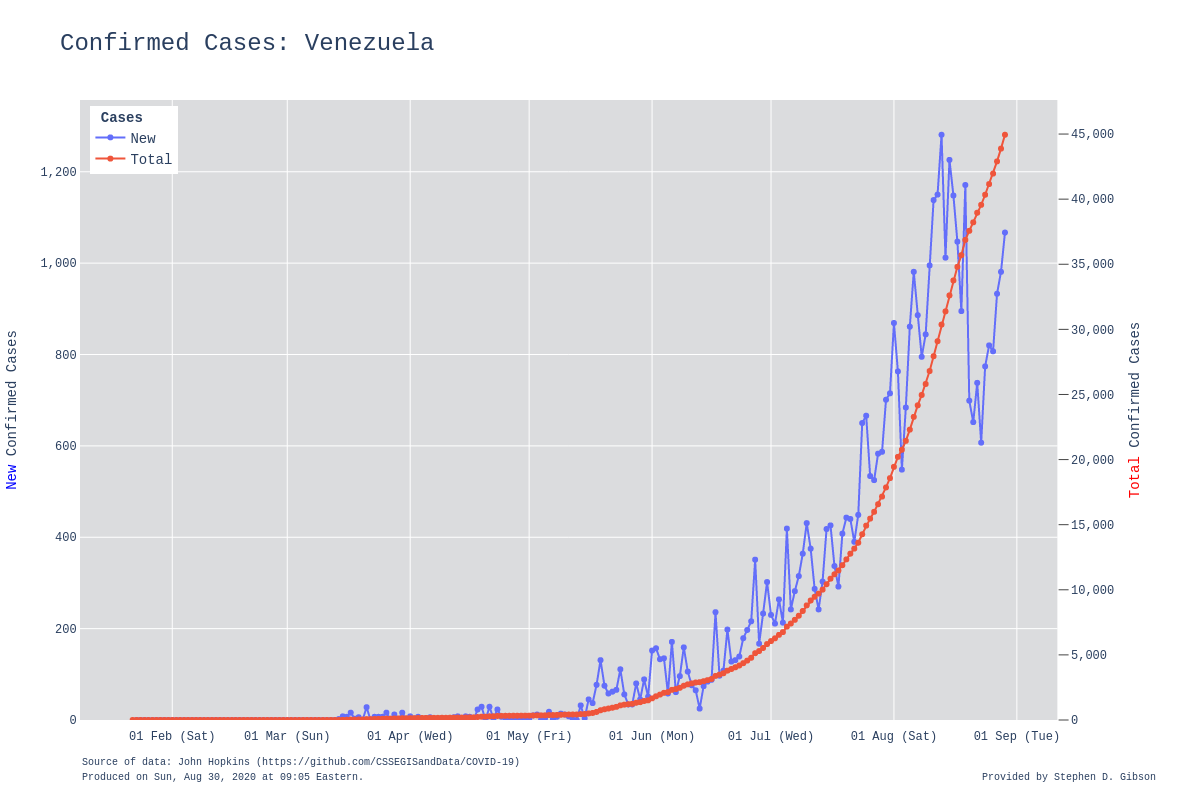 Confirmed Cases: Venezuela
Cases
New
Total
1,200
1,000
800
600
400
200
0
45,000
40,000
35,000
30,000
25,000
20,000
15,000
10,000
5,000
0
New Confirmed Cases
Total Confirmed Cases
01 Feb (Sat)
01 Mar (Sun)
01 Apr (Wed)
01 May (Fri)
01 Jun (Mon)
01 Jul (Wed)
01 Aug (Sat)
01 Sep (Tue)
Source of data: John Hopkins (https://github.com/CSSEGISandData/COVID-19)
Produced on Sun, Aug 30, 2020 at 09:05 Eastern.
Provided by Stephen D. Gibson